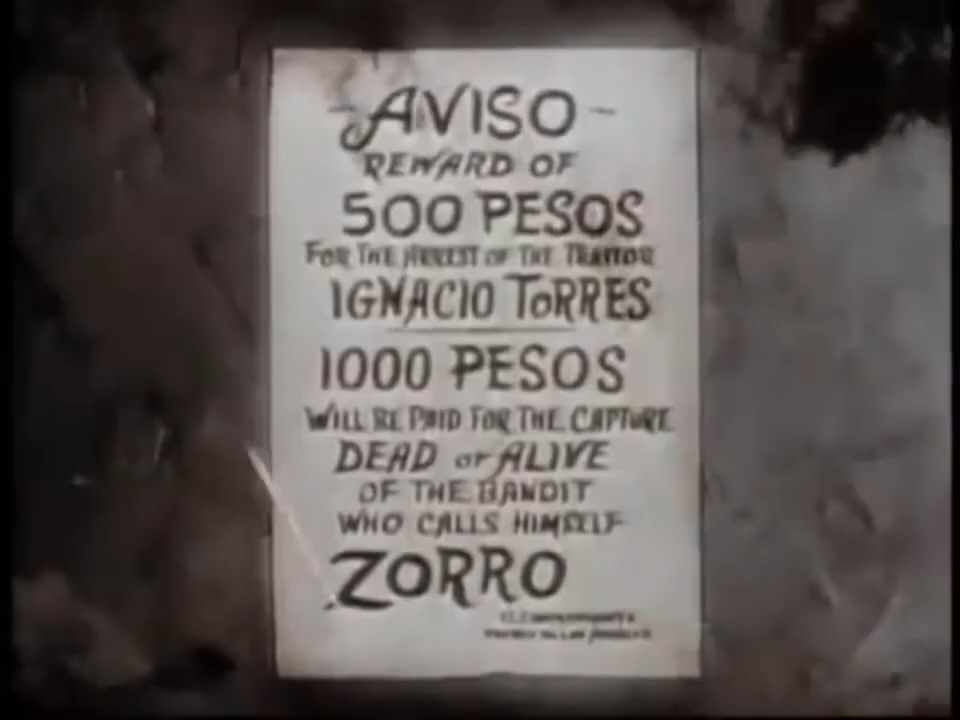 - AVISO -
REWARD OF
500 PESOS
FOR THE ARREST OF THE TRAITOR
IGNACIO TORRES
1000 PESOS
WILL BE PAID FOR THE CAPTURE
DEAD or ALIVE
OF THE BANDIT
WHO CALLS HIMSELF
ZORRO